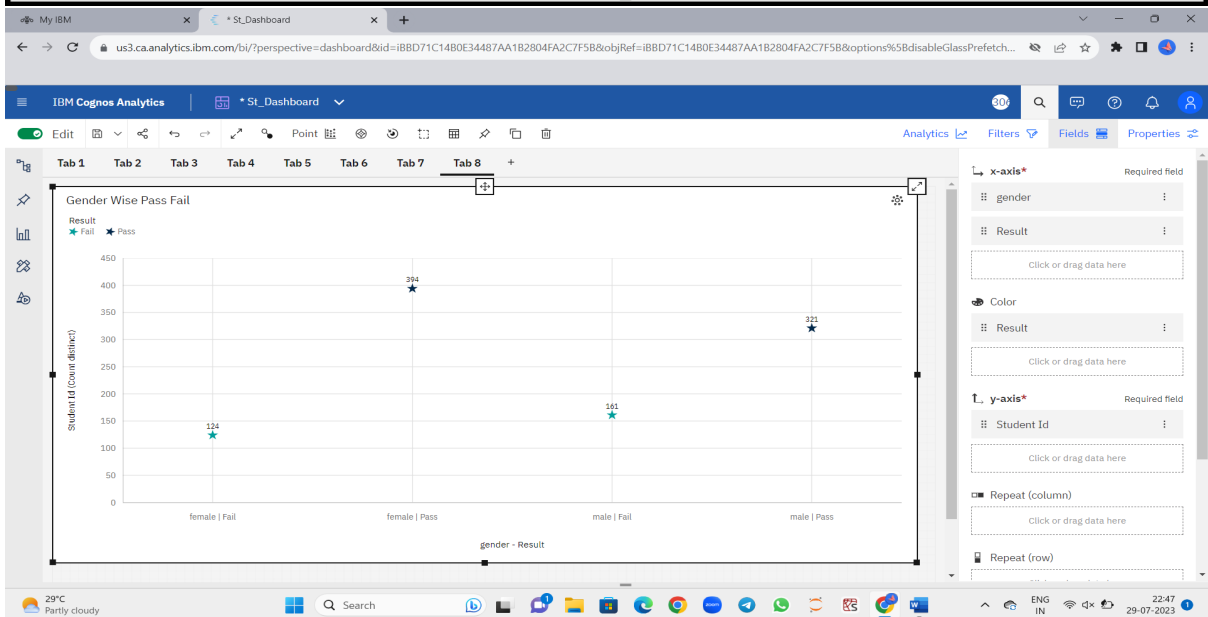 My IBM
* St_Dashboard
us3.ca.analytics.ibm.com/bi/?perspective=dashboard&id=iBBD71C14B0E34487AA1B2804FA2C7F5B&objRef=iBBD71C14B0E34487AA1B2804FA2C7F5B&options%5BdisableGlassPrefetch...
IBM Cognos Analytics
* St_Dashboard
306
Edit
Point
Analytics
Filters
Fields
Properties
Tab 1 Tab 2 Tab 3 Tab 4 Tab 5 Tab 6 Tab 7 Tab 8 +
Gender Wise Pass Fail
Result
Fail Pass
450
400
350
300
250
200
150
100
50
0
Student Id (Count distinct)
124
394
161
321
female | Fail
female | Pass
male | Fail
male | Pass
gender - Result
x-axis* Required field
gender
Result
Click or drag data here
Color
Result
Click or drag data here
y-axis* Required field
Student Id
Click or drag data here
Repeat (column)
Click or drag data here
Repeat (row)
29°C
Partly cloudy
Search
zoom
ENG
IN
22:47
29-07-2023
1